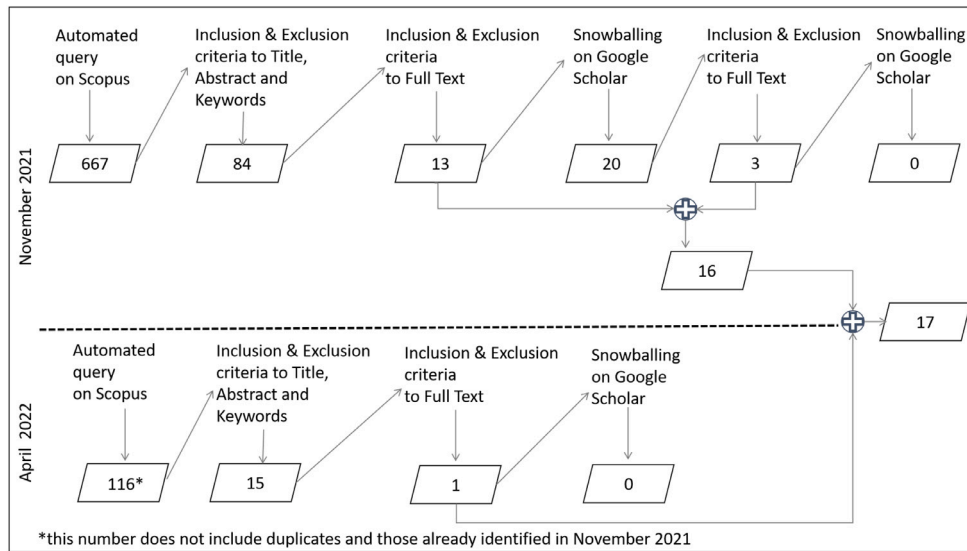 November 2021
Automated
query
on Scopus
667
Inclusion & Exclusion
criteria to Title,
Abstract and
Keywords
84
Inclusion & Exclusion
criteria
to Full Text
13
Snowballing
on Google
Scholar
20
Inclusion & Exclusion
criteria
to Full Text
3
Snowballing
on Google
Scholar
0
16
17
April 2022
Automated
query
on Scopus
116*
Inclusion & Exclusion
criteria to Title,
Abstract and
Keywords
15
Inclusion & Exclusion
criteria
to Full Text
1
Snowballing
on Google
Scholar
0
*this number does not include duplicates and those already identified in November 2021